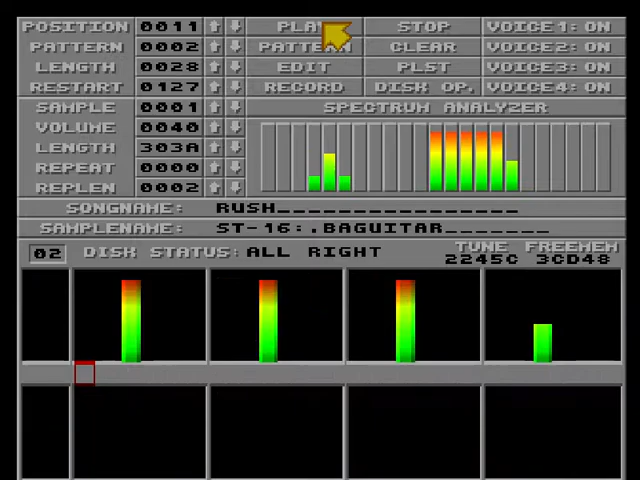 POSITION 0011 PLAY STOP VOICE1: ON
PATTERN 0002 PATTERN CLEAR VOICE2: ON
LENGTH 0028 EDIT PLST VOICE3: ON
RESTART 0127 RECORD DISK OP. VOICE4: ON
SAMPLE 0001 SPECTRUM ANALYZER
VOLUME 0040
LENGTH 303A
REPEAT 0000
REPLEN 0002
SONGNAME: RUSH________________
SAMPLENAME: ST-16:.BAGUITAR_______
02 DISK STATUS: ALL RIGHT TUNE FREEMEM
2245C 3CD48